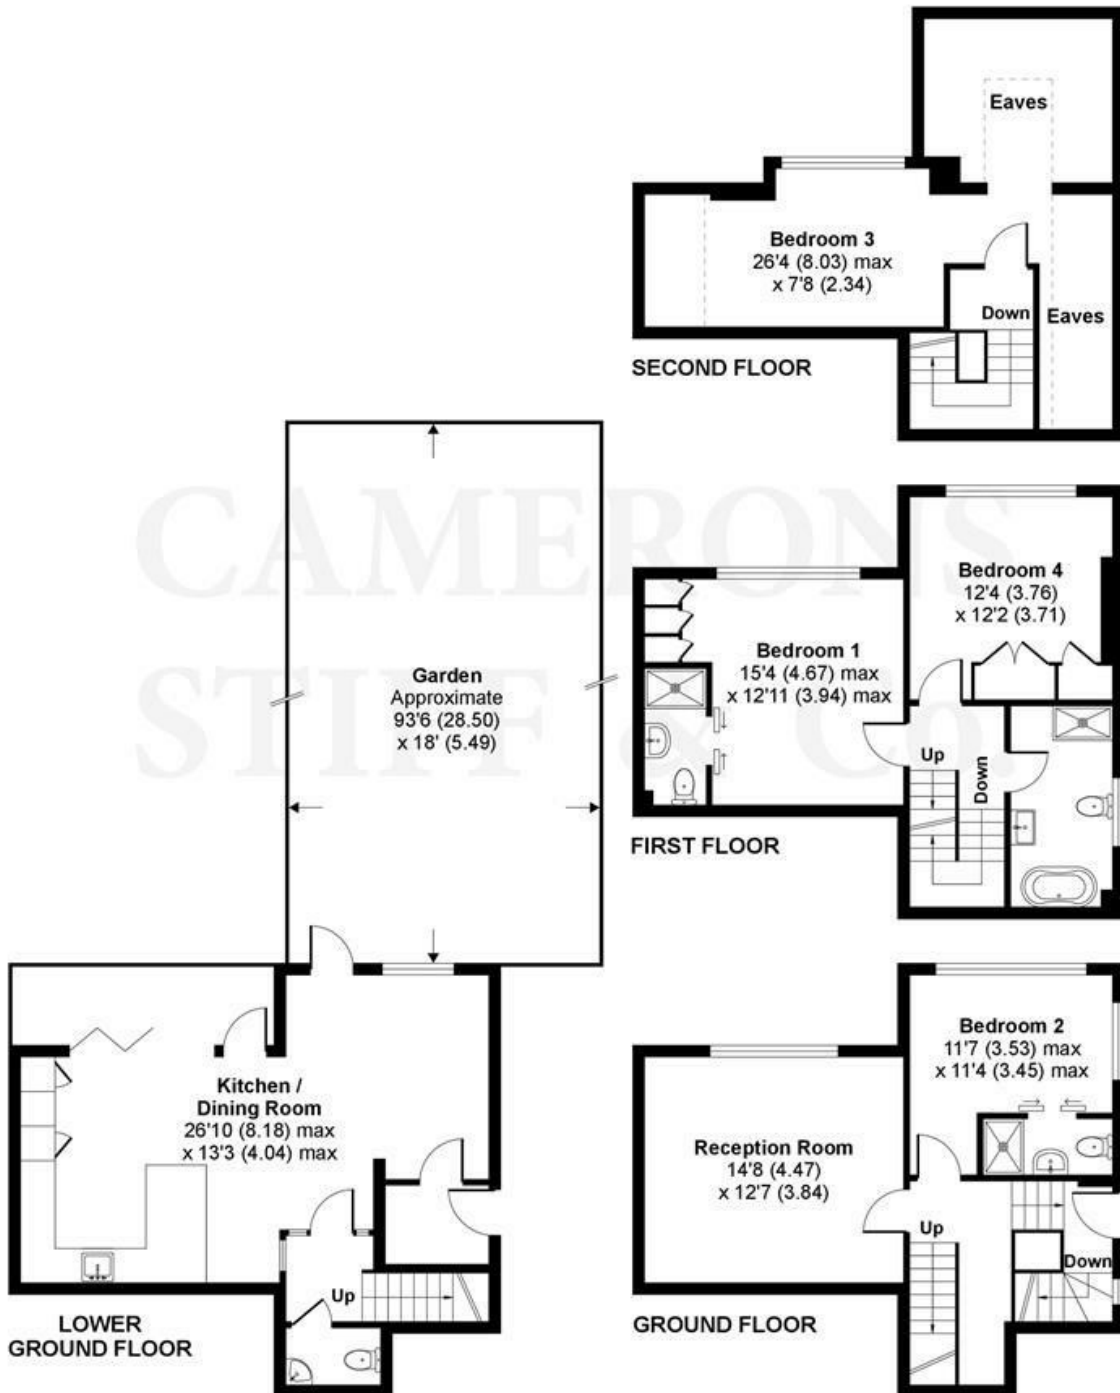 Eaves
Bedroom 3
26'4 (8.03) max
x 7'8 (2.34)
Down
Eaves
SECOND FLOOR
CAMERONS
STIFF & Co.
Garden
Approximate
93'6 (28.50)
x 18' (5.49)
Bedroom 4
12'4 (3.76)
x 12'2 (3.71)
Bedroom 1
15'4 (4.67) max
x 12'11 (3.94) max
Up
Down
FIRST FLOOR
Kitchen /
Dining Room
26'10 (8.18) max
x 13'3 (4.04) max
Up
LOWER
GROUND FLOOR
Bedroom 2
11'7 (3.53) max
x 11'4 (3.45) max
Reception Room
14'8 (4.47)
x 12'7 (3.84)
Up
Down
GROUND FLOOR